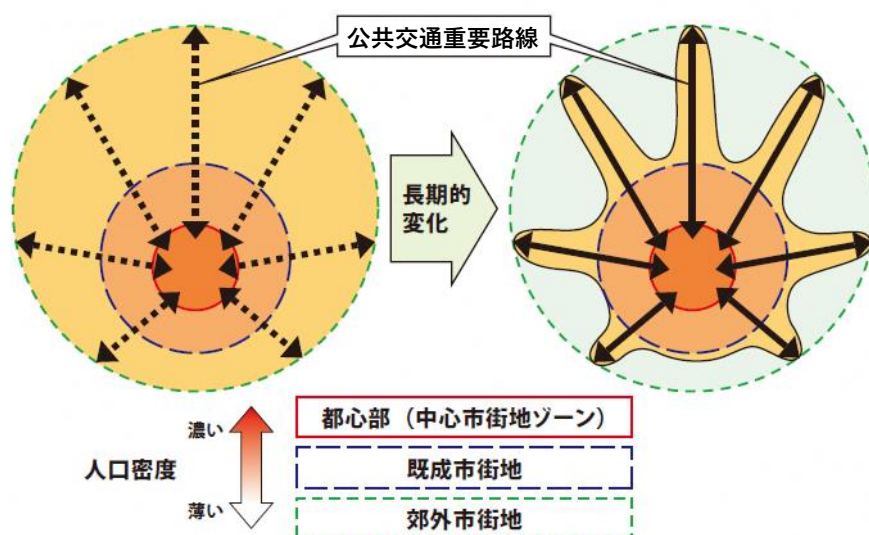 公共交通重要路線
長期的
変化
人口密度
濃い
薄い
都心部（中心市街地ゾーン）
既成市街地
郊外市街地